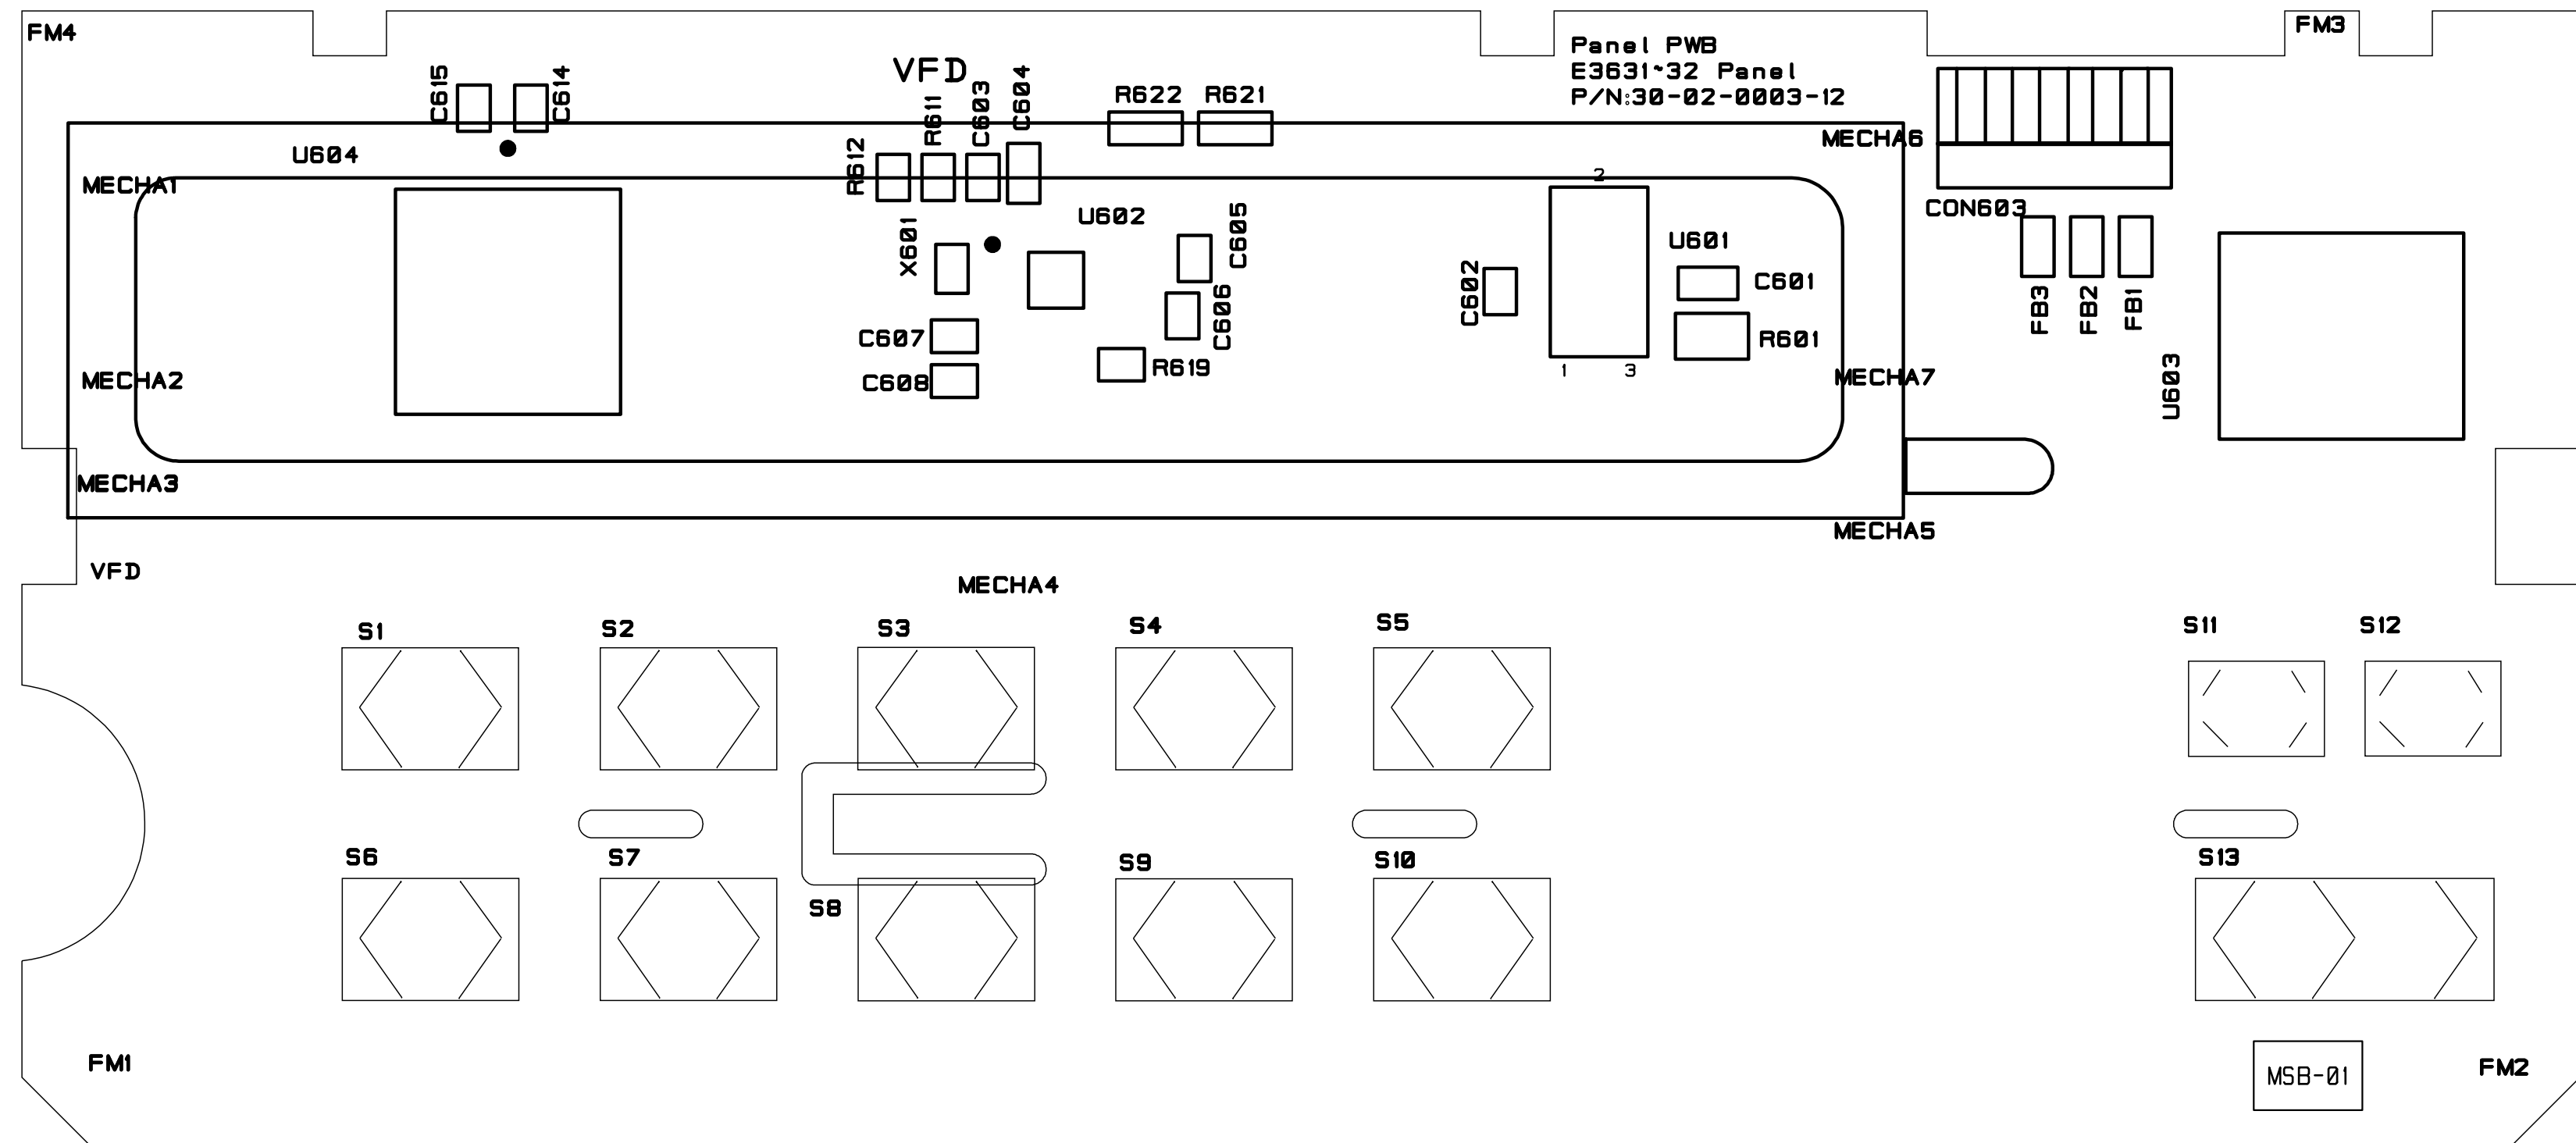 FM4
FM3
Panel PWB
E3631~32 Panel
P/N:30-02-0003-12
VFD
C615
C614
R611
C603
C604
R622
R621
MECHA6
U604
R612
MECHA1
2
CON603
U602
X601
C605
U601
C602
C601
C606
FB3
FB2
FB1
C607
R601
R619
1
3
MECHA2
C608
MECHA7
U603
MECHA3
MECHA5
VFD
MECHA4
S1
S2
S3
S4
S5
S11
S12
S6
S7
S9
S10
S13
S8
FM1
FM2
MSB-01